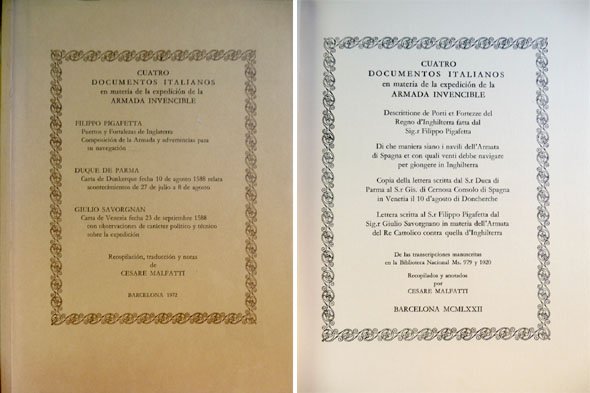 CUATRO
DOCUMENTOS ITALIANOS
en materia de la expedición de la
ARMADA INVENCIBLE
FILIPPO PIGAFETTA
Puertos y Fortalezas de Inglaterra
Composición de la Armada y advertencias para
su navegación
DUQUE DE PARMA
Carta de Dunkerque fecha 10 de agosto 1588 relata
acontecimientos de 27 de julio a 8 de agosto
GIULIO SAVORGNAN
Carta de Venecia fecha 23 de septiembre 1588
con observaciones de carácter político y técnico
sobre la expedición
Recopilación, traducción y notas
de
CESARE MALFATTI
BARCELONA 1972
CUATRO
DOCUMENTOS ITALIANOS
en materia de la expedición de la
ARMADA INVENCIBLE
Descrittione de Porti et Fortezze del
Regno d'Inghilterra fatta dal
Sig.r Filippo Pigafetta
Di che maniera siano i navili dell'Armata
di Spagna et con quali venti debbe navigare
per giongere in Inghilterra
Copia della lettera scritta dal S.r Duca di
Parma al S.r Gis. di Cernosa Consolo di Spagna
in Venetia il 10 d'agosto di Doncherche
Lettera scritta al S.r Filippo Pigafetta dal
Sig.r Giulio Savorgnano in materia dell'Armata
del Re Cattolico contra quella d'Inghilterra
De las transcripciones manuscritas
en la Biblioteca Nacional Ms. 979 y 1020
Recopilados y anotados
por
CESARE MALFATTI
BARCELONA MCMLXXII